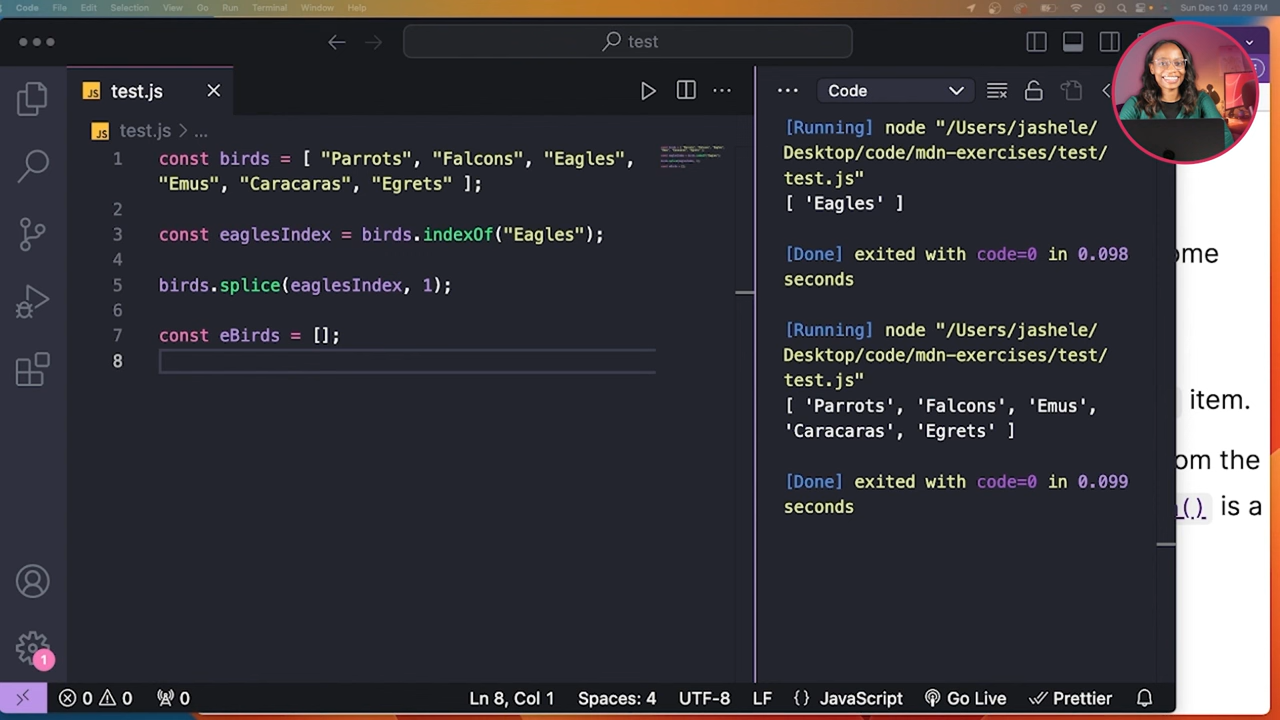 Code File Edit Selection View Go Run Terminal Window Help Sun Dec 10 4:29 PM
test
JS test.js
Code
JS test.js > ...
1 const birds = [ "Parrots", "Falcons", "Eagles",
"Emus", "Caracaras", "Egrets" ];
2
3 const eaglesIndex = birds.indexOf("Eagles");
4
5 birds.splice(eaglesIndex, 1);
6
7 const eBirds = [];
8
[Running] node "/Users/jashele/
Desktop/code/mdn-exercises/test/
test.js"
[ 'Eagles' ]
[Done] exited with code=0 in 0.098
seconds
[Running] node "/Users/jashele/
Desktop/code/mdn-exercises/test/
test.js"
[ 'Parrots', 'Falcons', 'Emus',
'Caracaras', 'Egrets' ]
[Done] exited with code=0 in 0.099
seconds
ome
item.
om the
() is a
1
0 0 0 Ln 8, Col 1 Spaces: 4 UTF-8 LF {} JavaScript Go Live Prettier